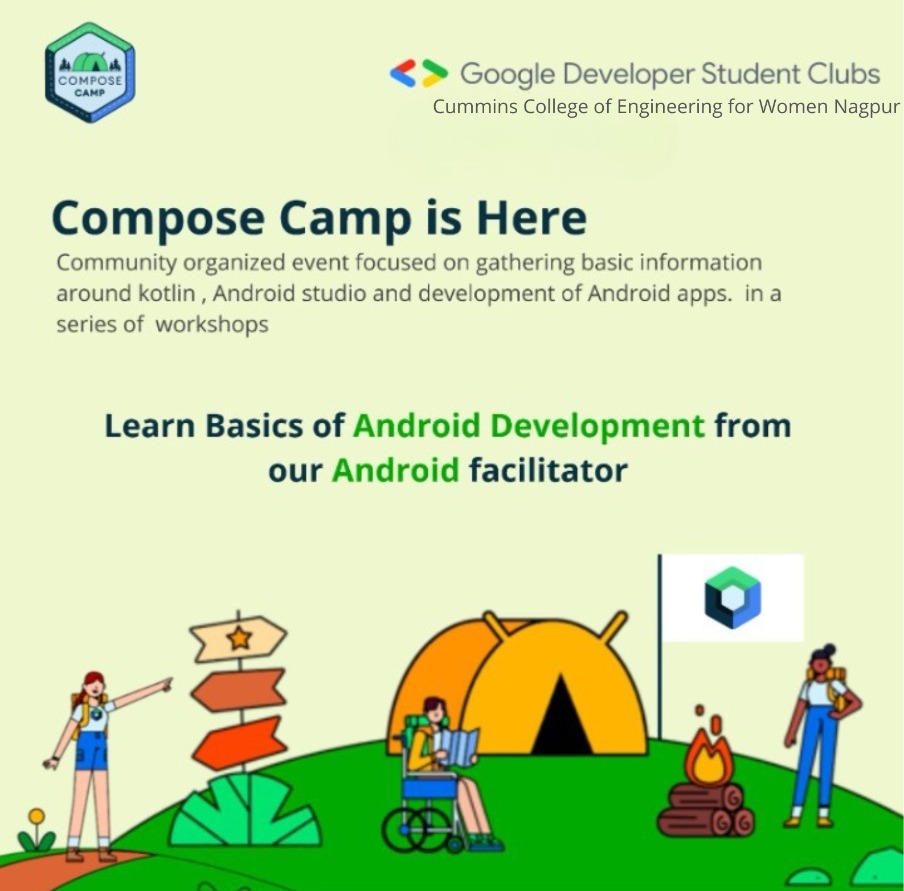 COMPOSE
CAMP
Google Developer Student Clubs
Cummins College of Engineering for Women Nagpur
Compose Camp is Here
Community organized event focused on gathering basic information
around kotlin , Android studio and development of Android apps.  in a
series of  workshops
Learn Basics of Android Development from
our Android facilitator